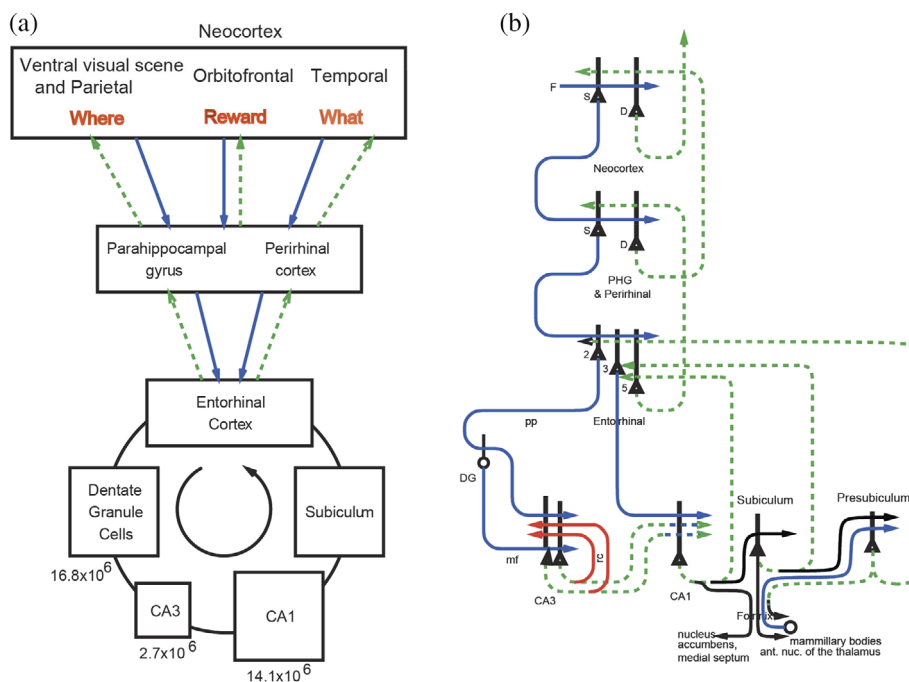 (a)
Neocortex
Ventral visual scene
and Parietal
Orbitofrontal
Temporal
Where
Reward
What
Parahippocampal
gyrus
Perirhinal
cortex
Entorhinal
Cortex
Dentate
Granule
Cells
Subiculum
16.8x10^6
CA3
2.7x10^6
CA1
14.1x10^6
(b)
F
S
D
Neocortex
S
D
PHG
& Perirhinal
2
3
5
pp
Entorhinal
DG
Subiculum
Presubiculum
mf
rc
CA3
CA1
Fornix
nucleus
accumbens,
medial septum
mammillary bodies
ant. nuc. of the thalamus